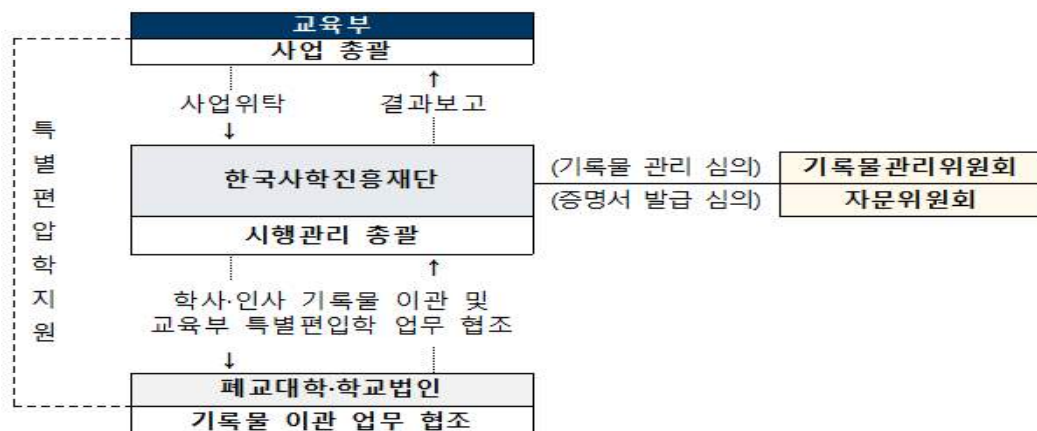 교육부
사업 총괄
↑
사업위탁 결과보고
↓
특별편압학지원
한국사학진흥재단
(기록물 관리 심의) 기록물관리위원회
(증명서 발급 심의) 자문위원회
시행관리 총괄
↑
학사·인사 기록물 이관 및
교육부 특별편입학 업무 협조
↓
폐교대학·학교법인
기록물 이관 업무 협조